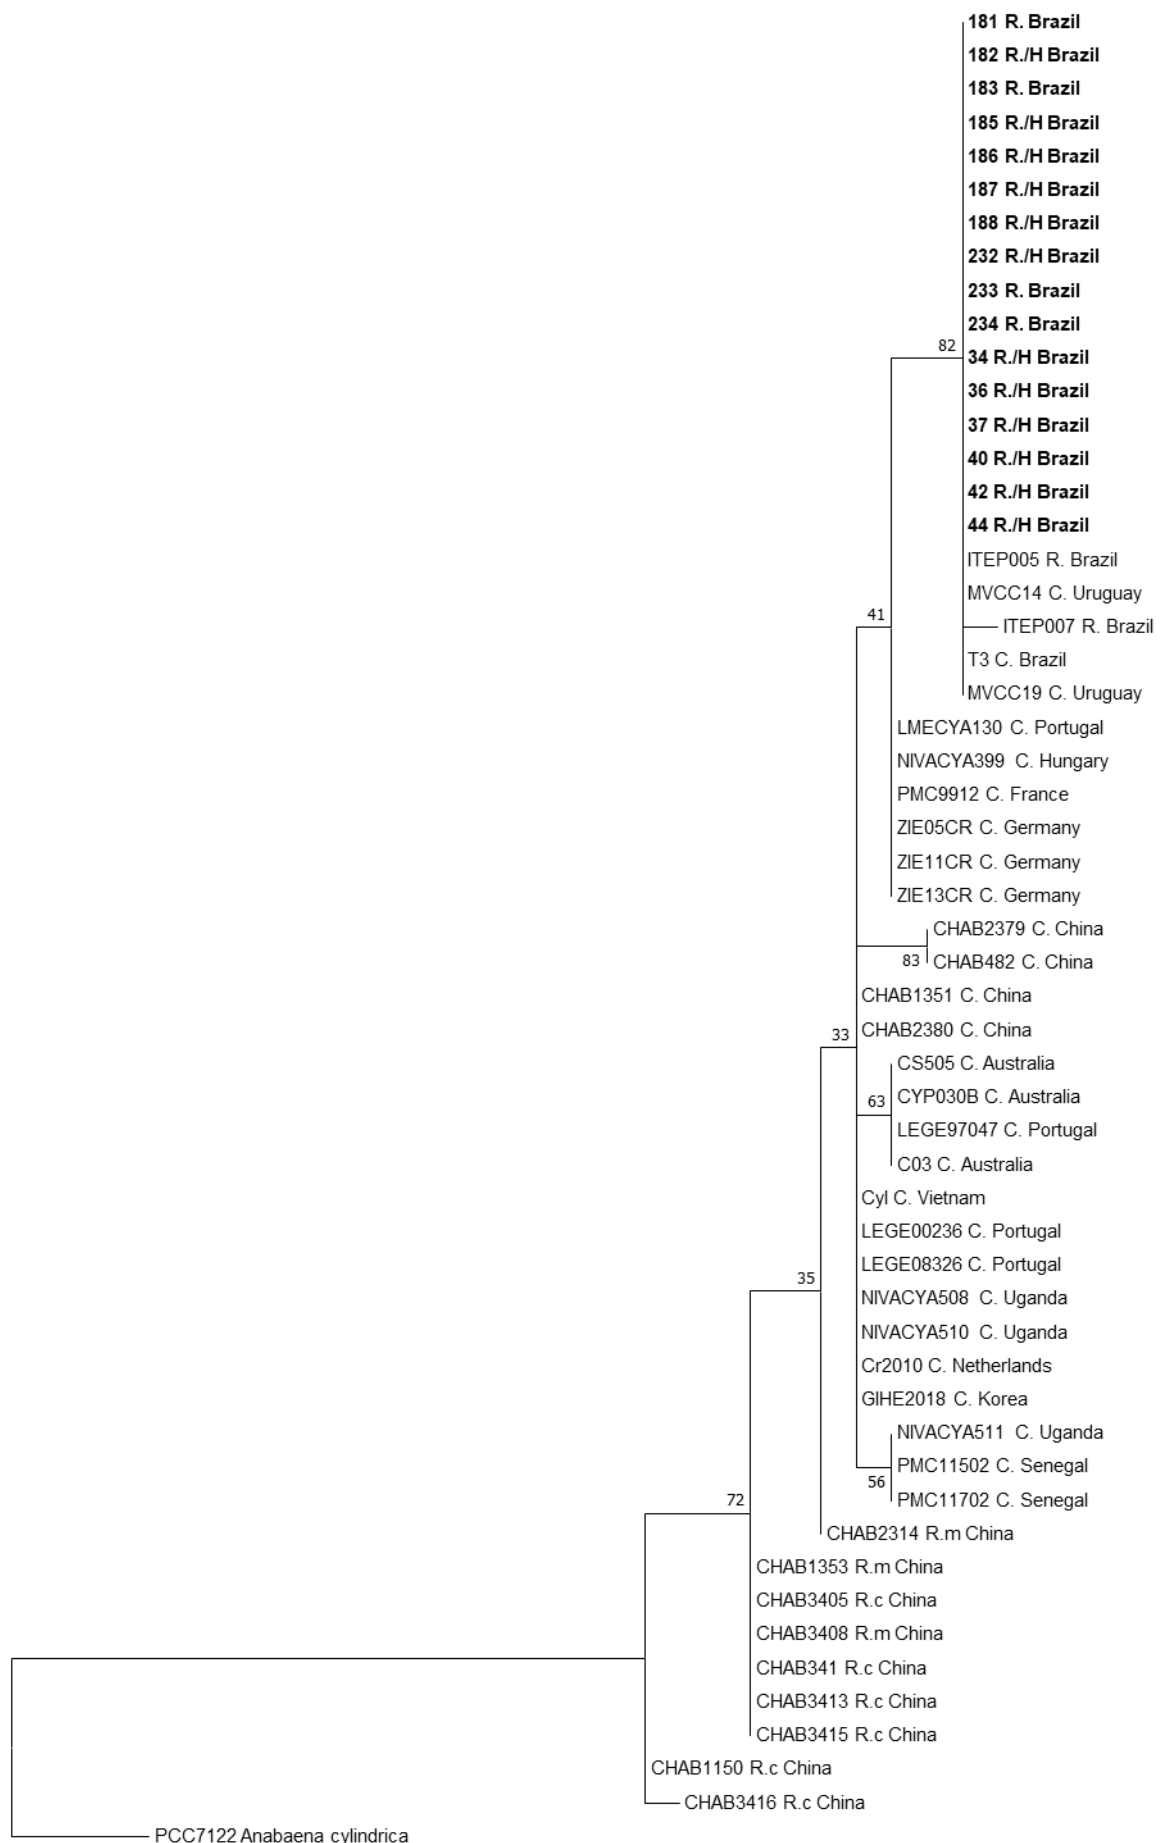 181 R. Brazil
182 R./H Brazil
183 R. Brazil
185 R./H Brazil
186 R./H Brazil
187 R./H Brazil
188 R./H Brazil
232 R./H Brazil
233 R. Brazil
234 R. Brazil
82
34 R./H Brazil
36 R./H Brazil
37 R./H Brazil
40 R./H Brazil
42 R./H Brazil
44 R./H Brazil
ITEP005 R. Brazil
MVCC14 C. Uruguay
41
ITEP007 R. Brazil
T3 C. Brazil
MVCC19 C. Uruguay
LMECYA130 C. Portugal
NIVACYA399 C. Hungary
PMC9912 C. France
ZIE05CR C. Germany
ZIE11CR C. Germany
ZIE13CR C. Germany
CHAB2379 C. China
83
CHAB482 C. China
CHAB1351 C. China
33
CHAB2380 C. China
CS505 C. Australia
63
CYP030B C. Australia
LEGE97047 C. Portugal
C03 C. Australia
Cyl C. Vietnam
LEGE00236 C. Portugal
LEGE08326 C. Portugal
35
NIVACYA508 C. Uganda
NIVACYA510 C. Uganda
Cr2010 C. Netherlands
GIHE2018 C. Korea
NIVACYA511 C. Uganda
PMC11502 C. Senegal
56
PMC11702 C. Senegal
72
CHAB2314 R.m China
CHAB1353 R.m China
CHAB3405 R.c China
CHAB3408 R.m China
CHAB341 R.c China
CHAB3413 R.c China
CHAB3415 R.c China
CHAB1150 R.c China
CHAB3416 R.c China
PCC7122 Anabaena cylindrica